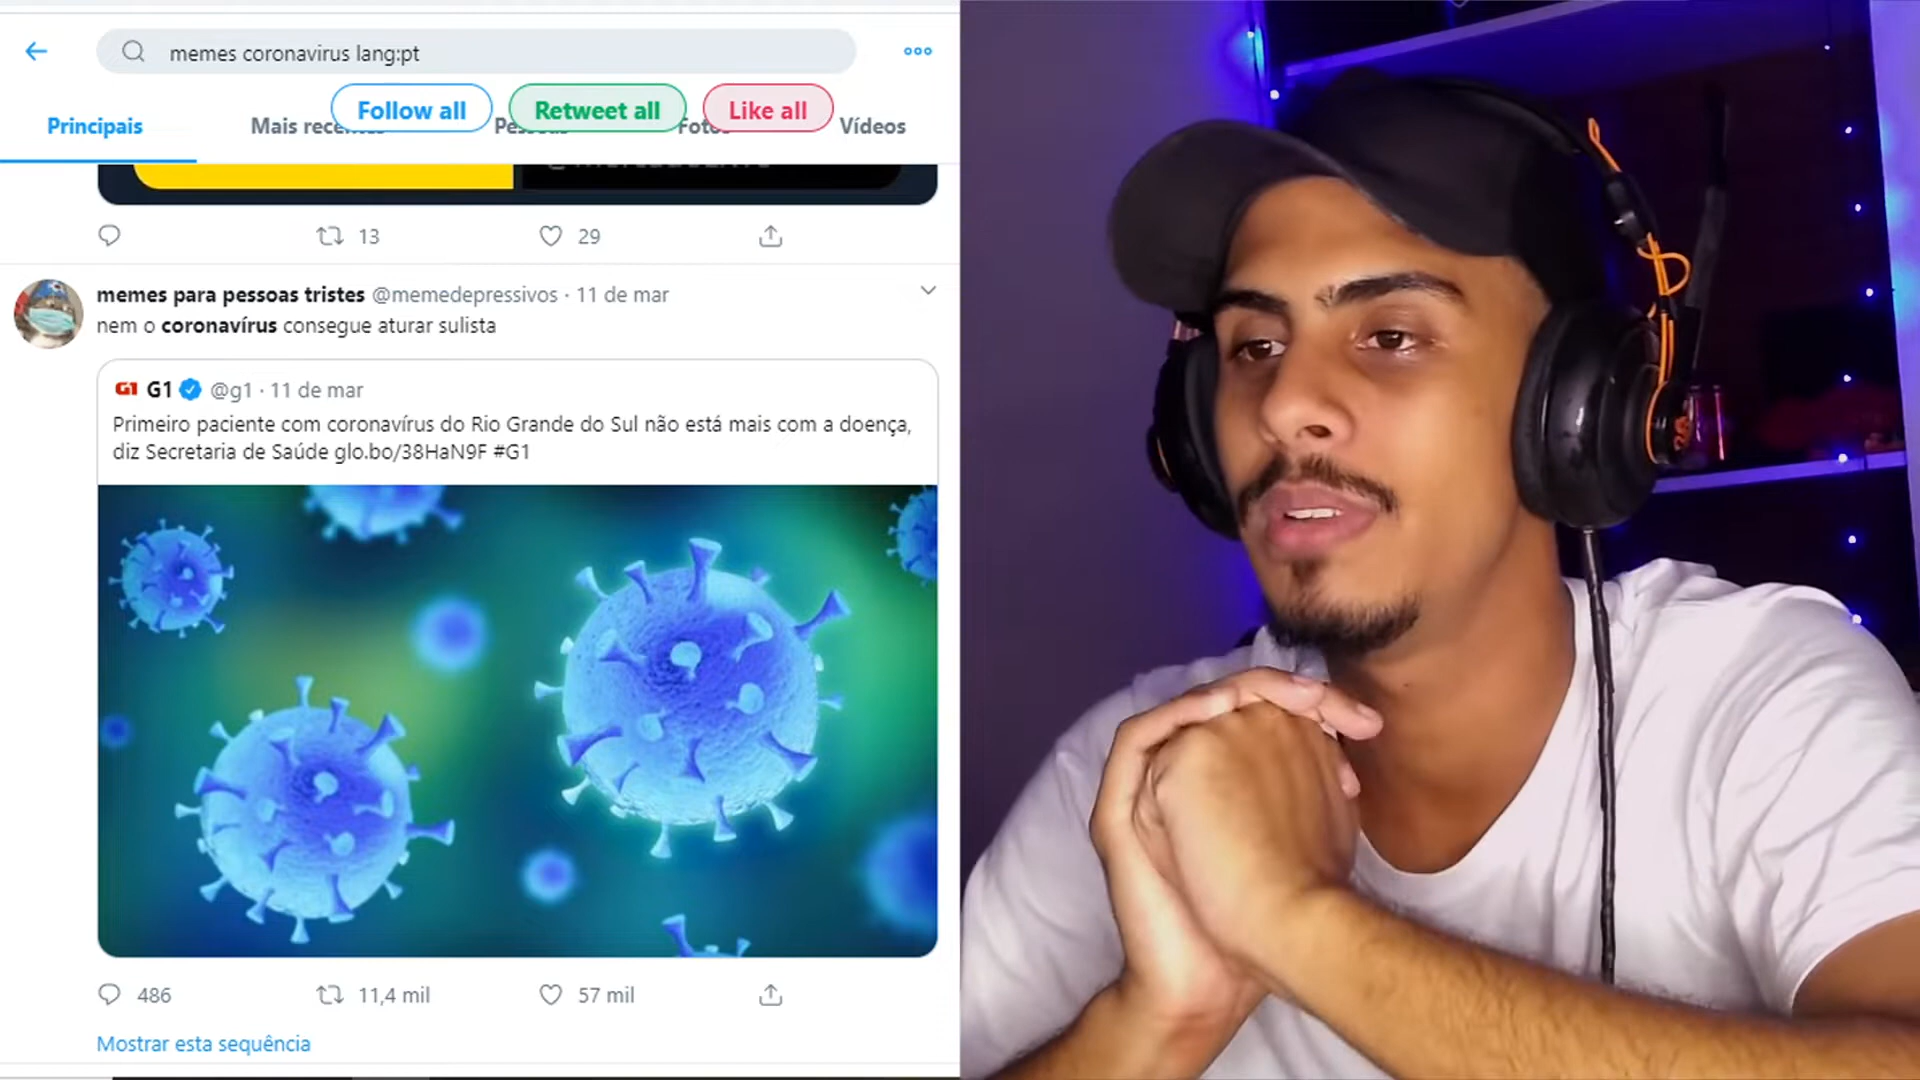 memes coronavirus lang:pt
Follow all
Retweet all
Like all
Principais
Mais
Vídeos
13
29
memes para pessoas tristes @memedepressivos · 11 de mar
nem o coronavírus consegue aturar sulista
G1 G1 @g1 · 11 de mar
Primeiro paciente com coronavírus do Rio Grande do Sul não está mais com a doença,
diz Secretaria de Saúde glo.bo/38HaN9F #G1
486
11,4 mil
57 mil
Mostrar esta sequência